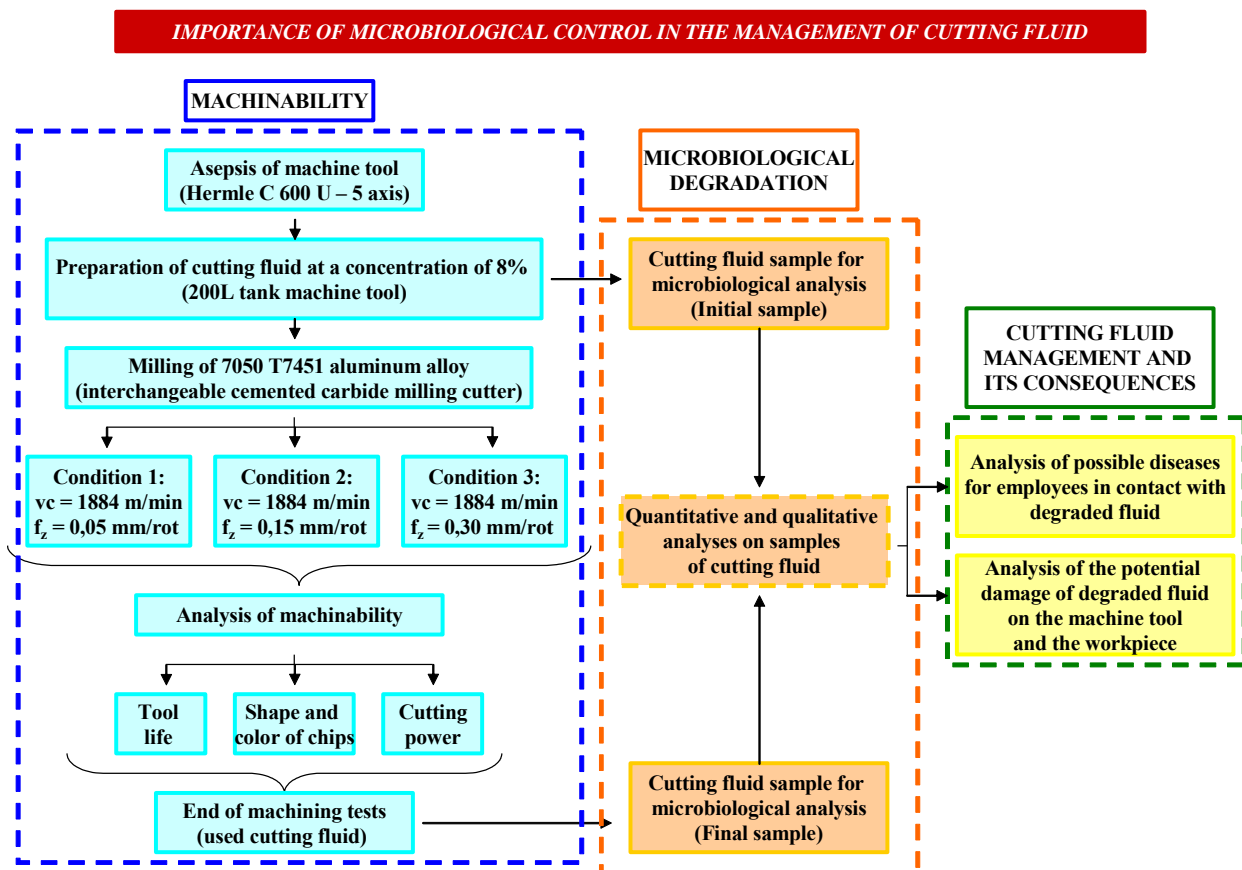 IMPORTANCE OF MICROBIOLOGICAL CONTROL IN THE MANAGEMENT OF CUTTING FLUID
MACHINABILITY
Asepsis of machine tool
(Hermle C 600 U – 5 axis)
Preparation of cutting fluid at a concentration of 8%
(200L tank machine tool)
Milling of 7050 T7451 aluminum alloy
(interchangeable cemented carbide milling cutter)
Condition 1:
vc = 1884 m/min
f_z = 0,05 mm/rot
Condition 2:
vc = 1884 m/min
f_z = 0,15 mm/rot
Condition 3:
vc = 1884 m/min
f_z = 0,30 mm/rot
Analysis of machinability
Tool
life
Shape and
color of chips
Cutting
power
End of machining tests
(used cutting fluid)
MICROBIOLOGICAL
DEGRADATION
Cutting fluid sample for
microbiological analysis
(Initial sample)
Quantitative and qualitative
analyses on samples
of cutting fluid
Cutting fluid sample for
microbiological analysis
(Final sample)
CUTTING FLUID
MANAGEMENT AND
ITS CONSEQUENCES
Analysis of possible diseases
for employees in contact with
degraded fluid
Analysis of the potential
damage of degraded fluid
on the machine tool
and the workpiece